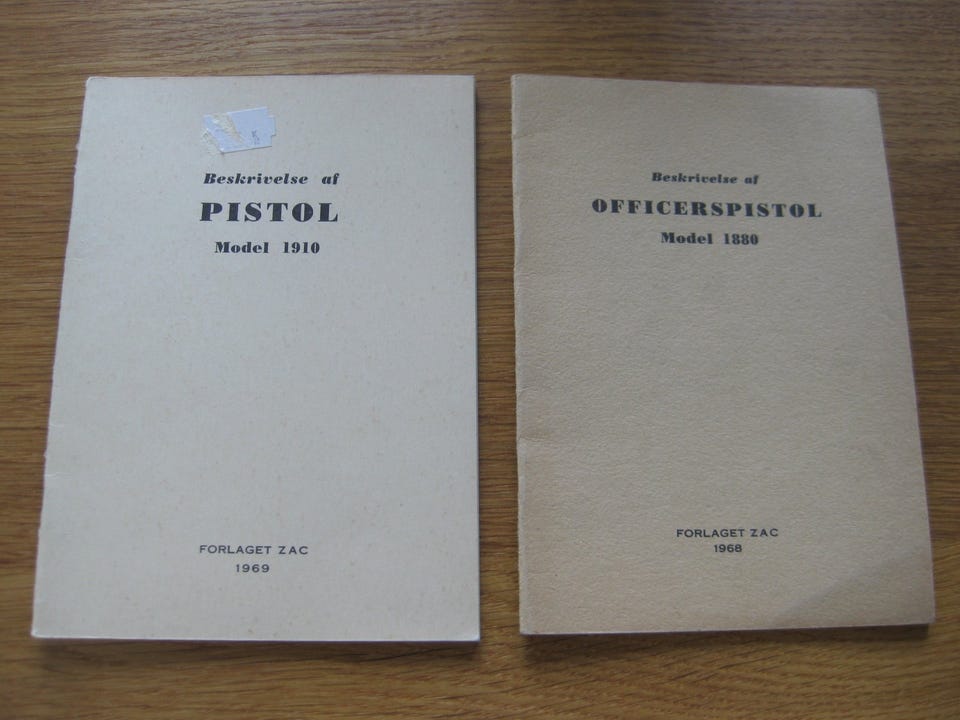 Beskrivelse af
PISTOL
Model 1910
FORLAGET ZAC
1969
Beskrivelse af
OFFICERSPISTOL
Model 1880
FORLAGET ZAC
1968